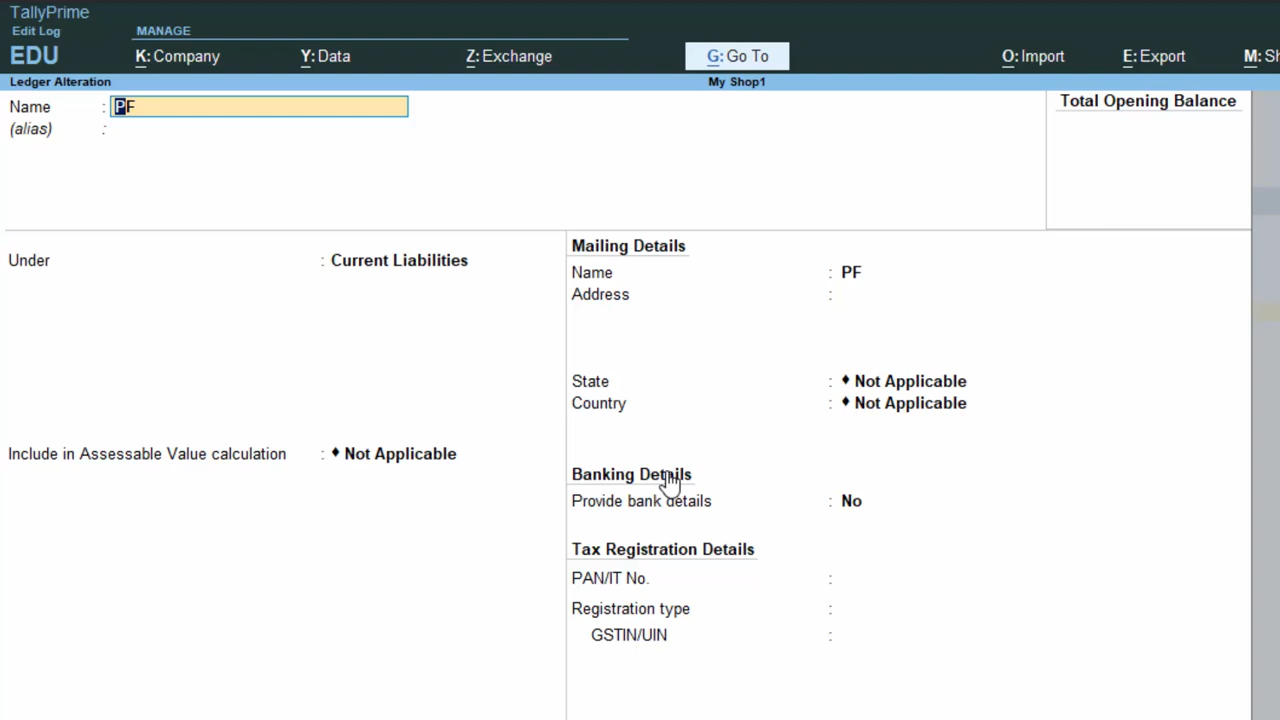 TallyPrime
Edit Log
EDU
MANAGE
K: Company Y: Data Z: Exchange G: Go To O: Import E: Export M:
Ledger Alteration My Shop1
Name : PF
(alias) :
Total Opening Balance
Under : Current Liabilities
Include in Assessable Value calculation : ♦ Not Applicable
Mailing Details
Name : PF
Address :
State : ♦ Not Applicable
Country : ♦ Not Applicable
Banking Details
Provide bank details : No
Tax Registration Details
PAN/IT No. :
Registration type :
GSTIN/UIN :